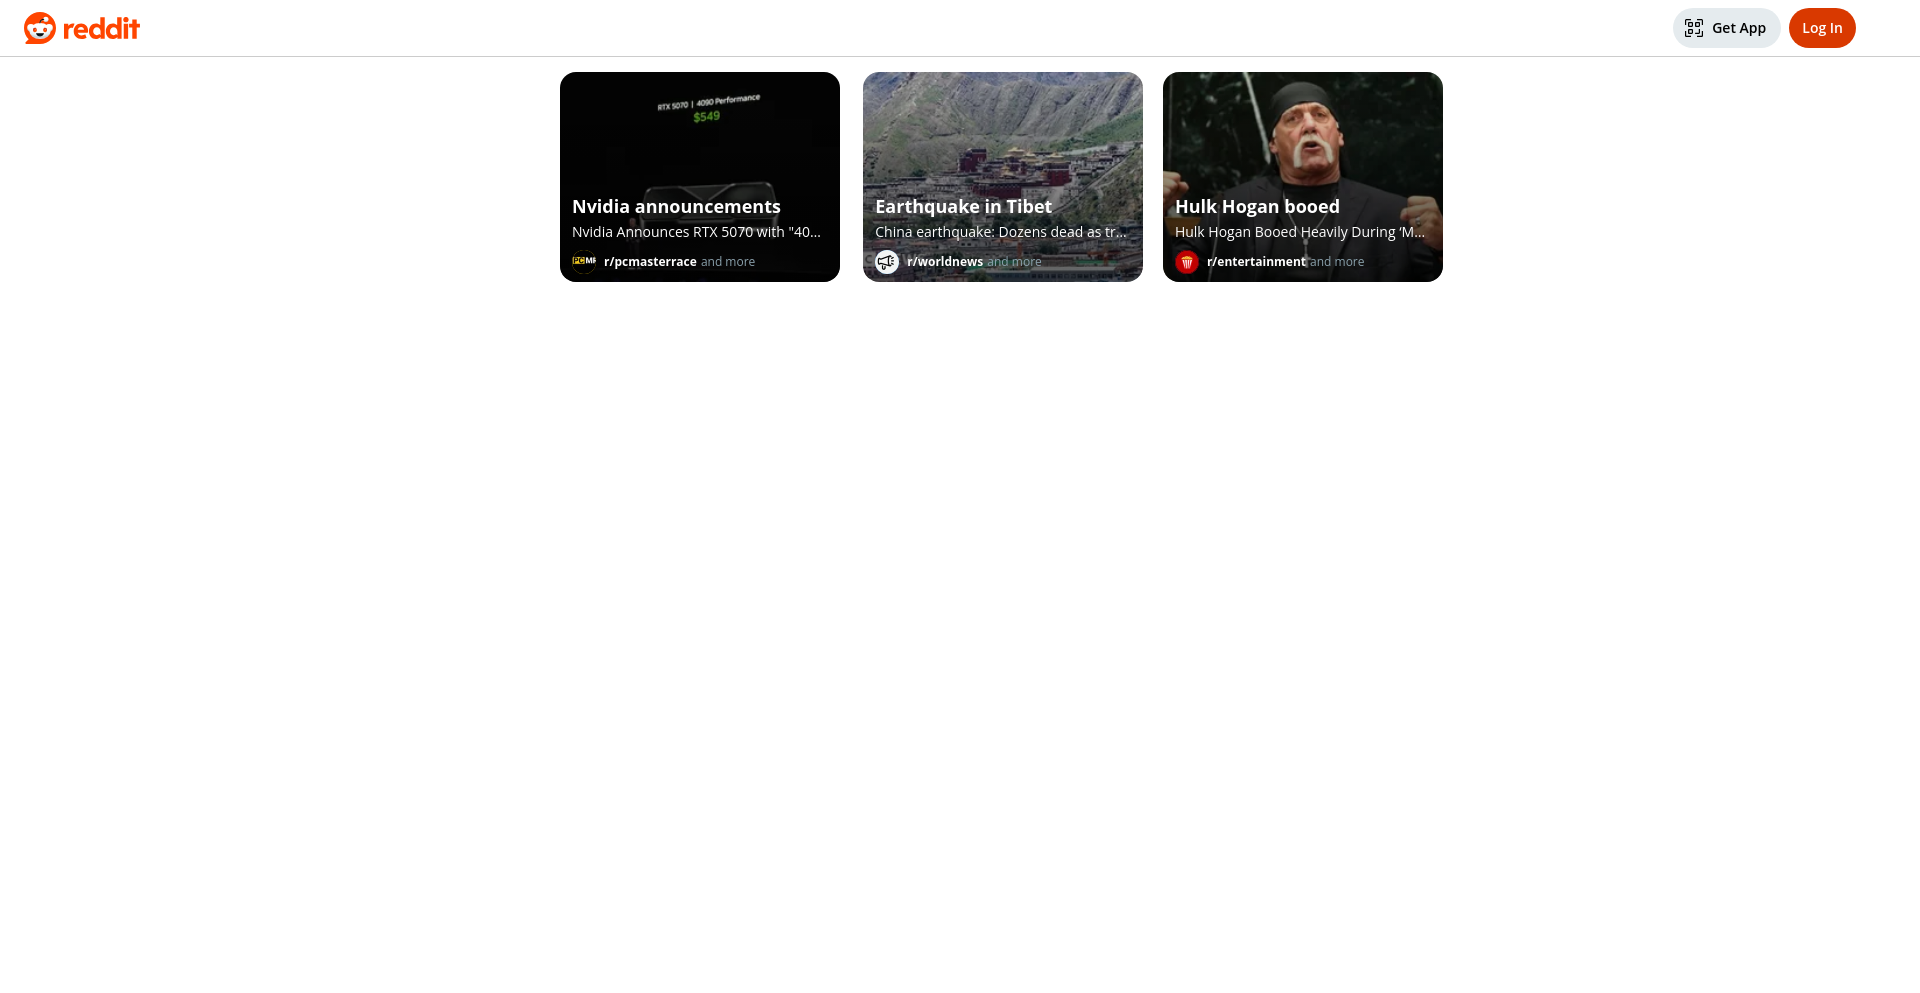 reddit
Get App
Log In
RTX 5070 | 4090 Performance
$549
Nvidia announcements
Nvidia Announces RTX 5070 with "40...
PCMR
r/pcmasterrace and more
Earthquake in Tibet
China earthquake: Dozens dead as tr...
r/worldnews and more
Hulk Hogan booed
Hulk Hogan Booed Heavily During ‘M...
r/entertainment and more